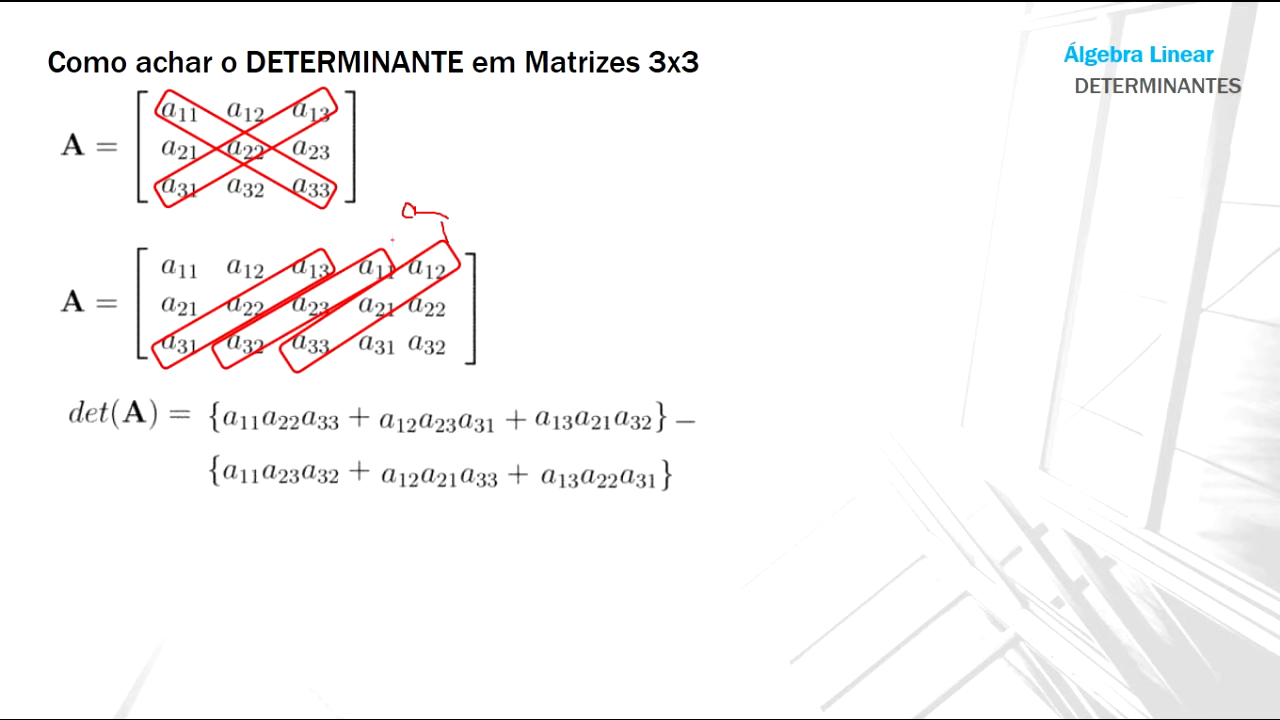 Como achar o DETERMINANTE em Matrizes 3x3
Álgebra Linear
DETERMINANTES
a₁₁ a₁₂ a₁₃
A = a₂₁ a₂₂ a₂₃
a₃₁ a₃₂ a₃₃
a₁₁ a₁₂ a₁₃ a₁₁ a₁₂
A = a₂₁ a₂₂ a₂₃ a₂₁ a₂₂
a₃₁ a₃₂ a₃₃ a₃₁ a₃₂
det(A) = {a₁₁a₂₂a₃₃ + a₁₂a₂₃a₃₁ + a₁₃a₂₁a₃₂} −
{a₁₁a₂₃a₃₂ + a₁₂a₂₁a₃₃ + a₁₃a₂₂a₃₁}